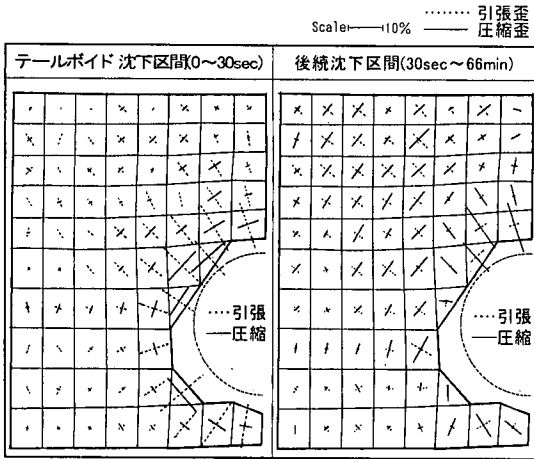 ········ 引張歪
Scale 10% —— 圧縮歪
テールボイド沈下区間(0～30sec)
後続沈下区間(30sec～66min)
····引張
——圧縮
····引張
——圧縮